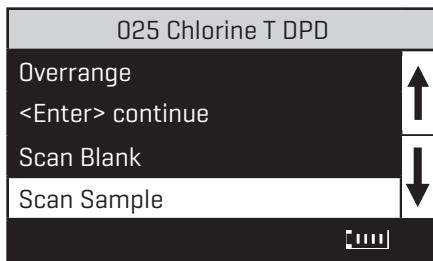 025 Chlorine T DPD
Overrange
<Enter> continue
Scan Blank
Scan Sample